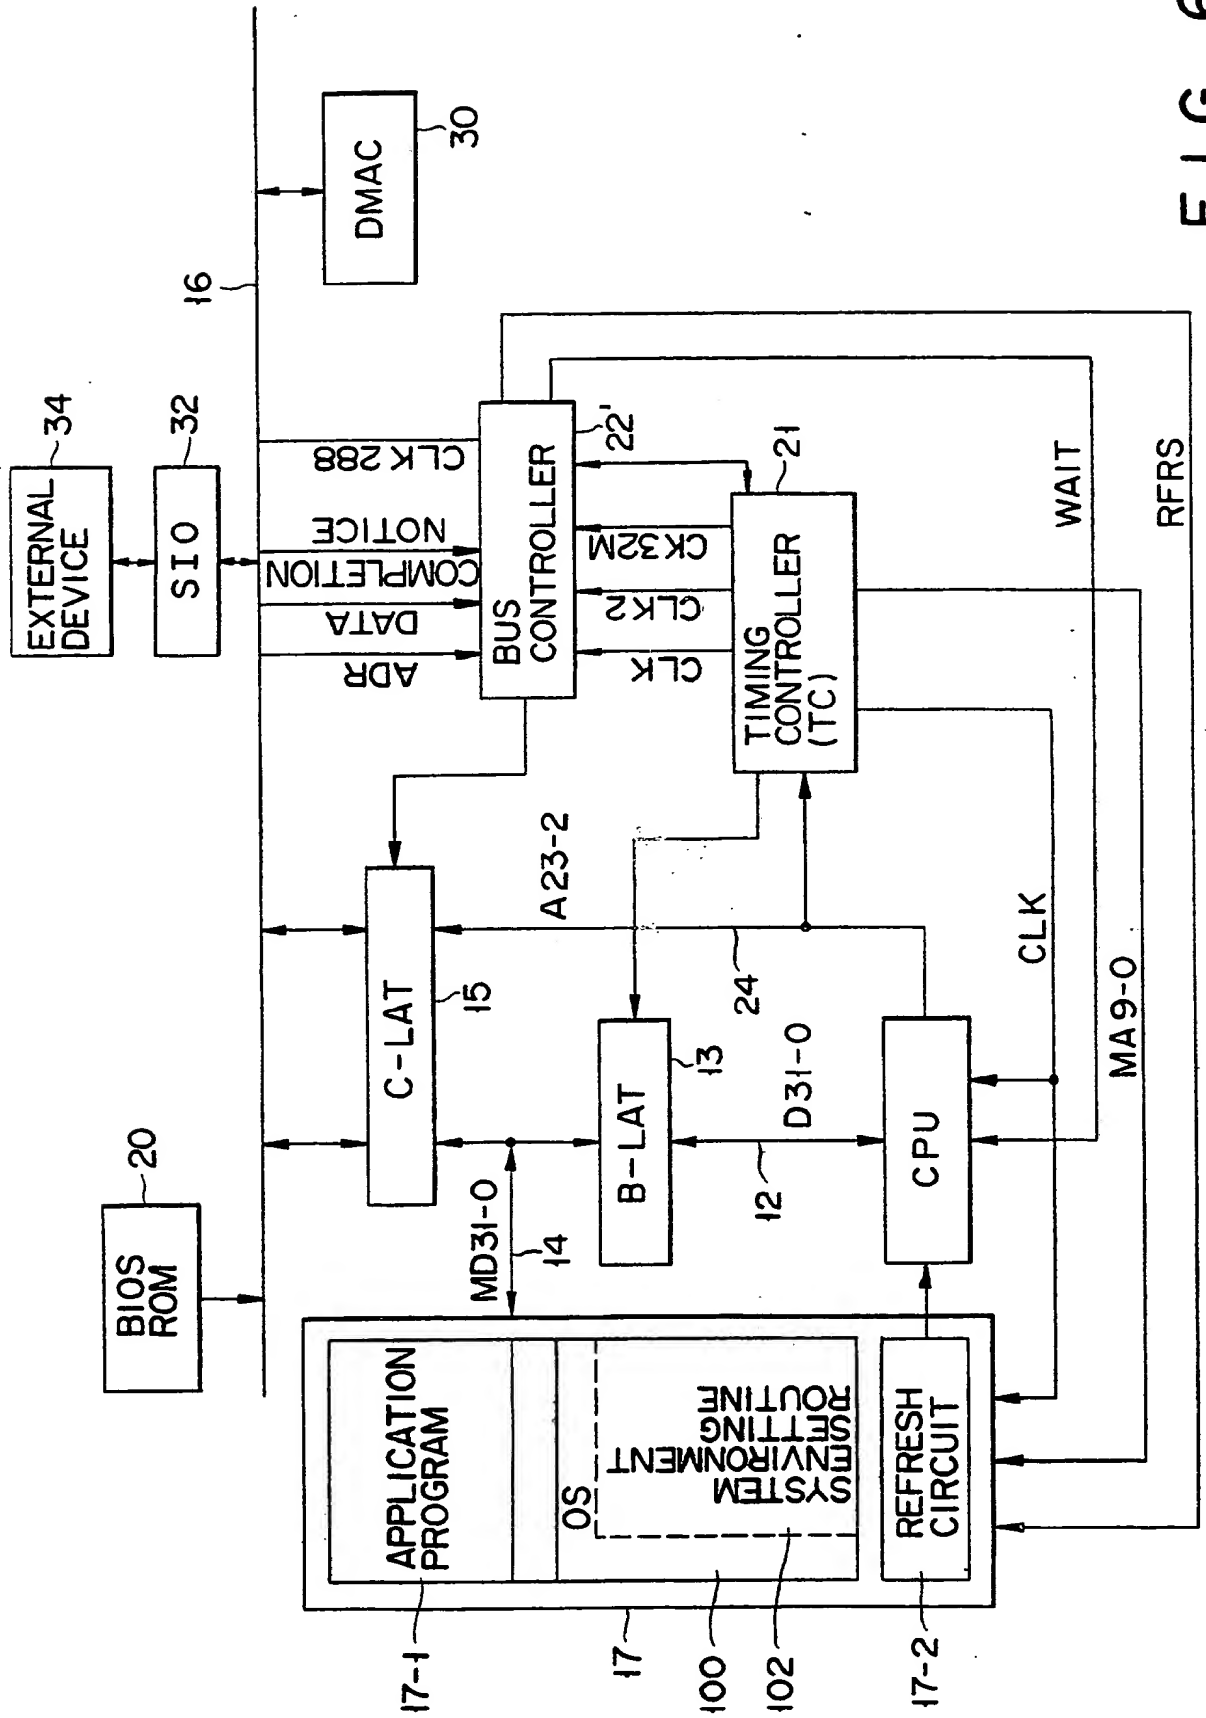 EXTERNAL
DEVICE
34
SIO
32
16
DMAC
30
BIOS
ROM
20
ADR
DATA
COMPLETION
NOTICE
CLK288
BUS
CONTROLLER
22'
C-LAT
15
A23-2
24
CLK
CLK2
CK32M
TIMING
CONTROLLER
(TC)
21
B-LAT
13
MD31-0
14
D31-0
12
CPU
APPLICATION
PROGRAM
17-1
OS
SYSTEM
ENVIRONMENT
SETTING
ROUTINE
17
100
102
REFRESH
CIRCUIT
17-2
CLK
WAIT
MA9-0
RFRS
FIG. 6